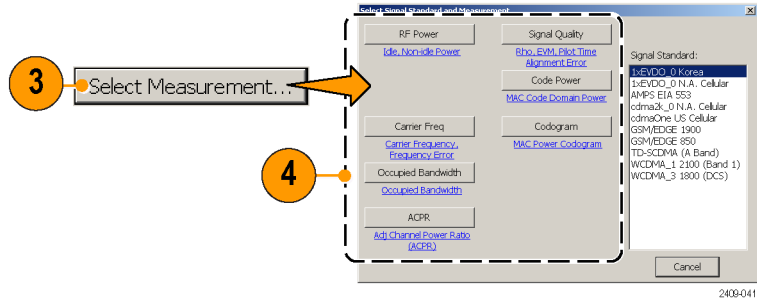 Select Signal Standard and Measurement
RF Power
Idle, Non-idle Power
Signal Quality
Rho, EVM, Pilot Time
Alignment Error
Code Power
MAC Code Domain Power
Carrier Freq
Carrier Frequency,
Frequency Error
Codogram
MAC Power Codogram
Occupied Bandwidth
Occupied Bandwidth
ACPR
Adj Channel Power Ratio
(ACPR)
Signal Standard:
1xEVDO_0 Korea
1xEVDO_0 N.A. Cellular
AMPS EIA 553
cdma2k_0 N.A. Cellular
cdmaOne US Cellular
GSM/EDGE 1900
GSM/EDGE 850
TD-SCDMA (A Band)
WCDMA_1 2100 (Band 1)
WCDMA_3 1800 (DCS)
Cancel
3
Select Measurement...
4
2409-041